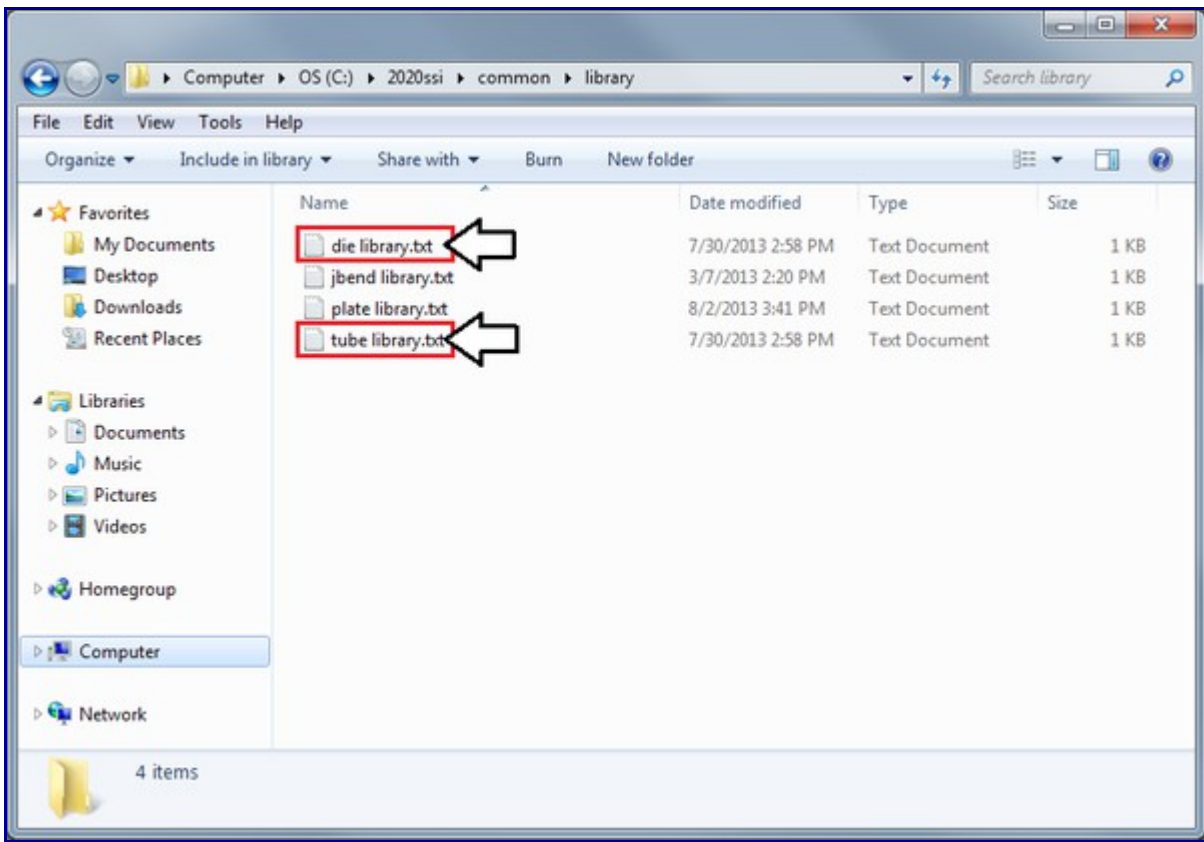 Computer OS (C:) 2020ssi common library Search library
File Edit View Tools Help
Organize Include in library Share with Burn New folder
Name Date modified Type Size
Favorites
My Documents
Desktop
Downloads
Recent Places
Libraries
Documents
Music
Pictures
Videos
Homegroup
Computer
Network
die library.txt 7/30/2013 2:58 PM Text Document 1 KB
jbend library.txt 3/7/2013 2:20 PM Text Document 1 KB
plate library.txt 8/2/2013 3:41 PM Text Document 1 KB
tube library.txt 7/30/2013 2:58 PM Text Document 1 KB
4 items